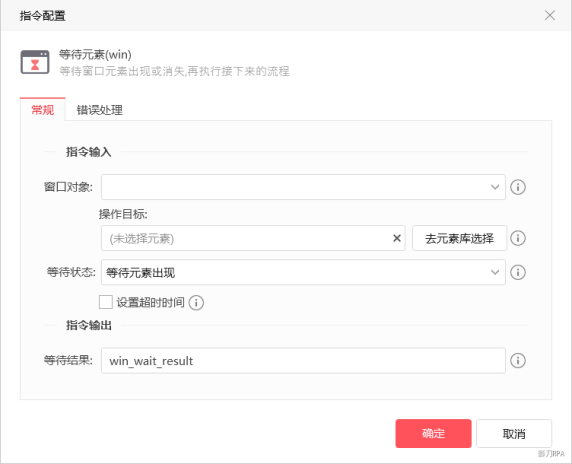 指令配置
等待元素(win)
等待窗口元素出现或消失,再执行接下来的流程
常规 错误处理
指令输入
窗口对象:
操作目标:
(未选择元素) 去元素库选择
等待状态: 等待元素出现
设置超时时间
指令输出
等待结果: win_wait_result
确定 取消
影刀RPA